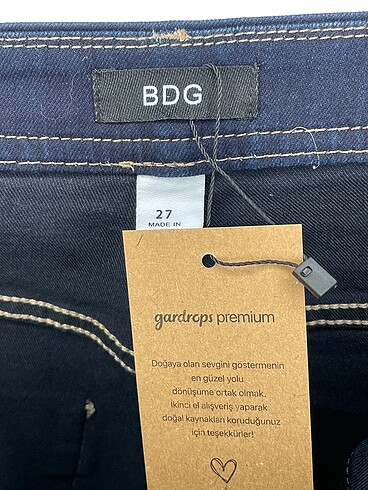 BDG
27
MADE IN
gardrops premium
Doğaya olan sevgini göstermenin
en güzel yolu
dönüşüme ortak olmak.
İkinci el alışveriş yaparak
doğal kaynakları koruduğunuz
için teşekkürler!